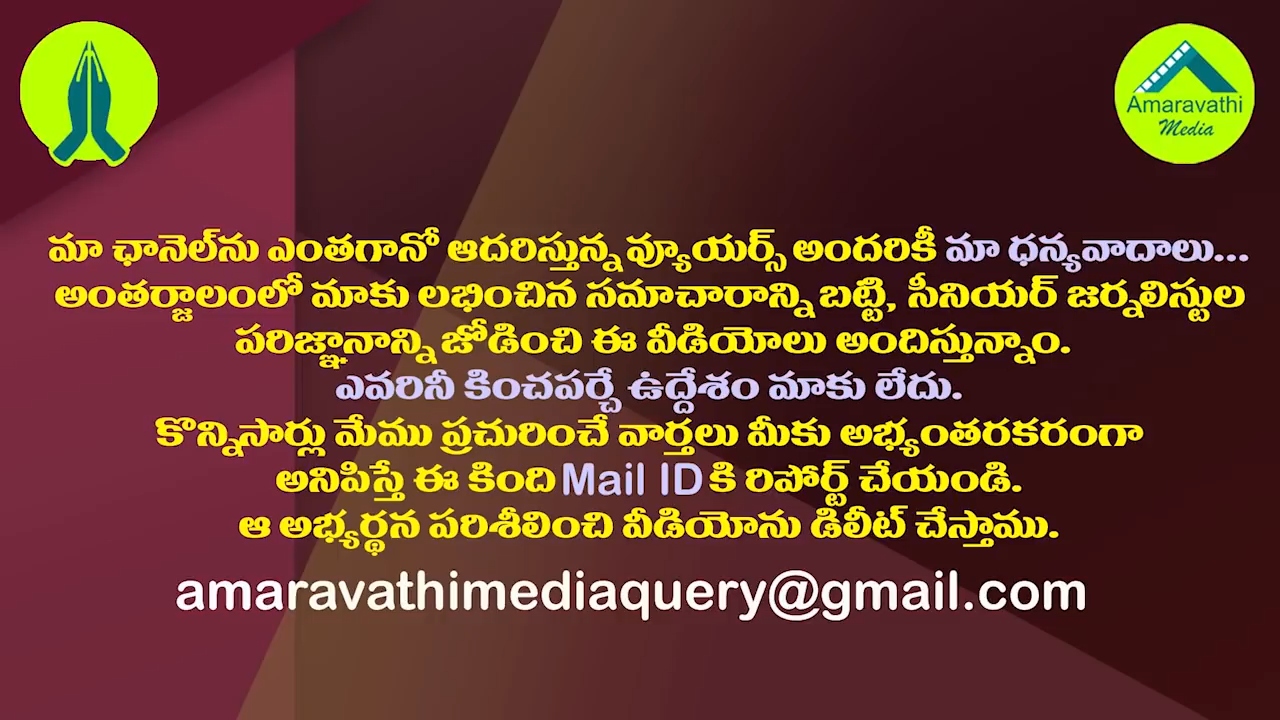 Amaravathi
Media
మా ఛానెల్‌ను ఎంతగానో ఆదరిస్తున్న వ్యూయర్స్ అందరికీ మా ధన్యవాదాలు...
అంతర్జాలంలో మాకు లభించిన సమాచారాన్ని బట్టి, సీనియర్ జర్నలిస్టుల
పరిజ్ఞానాన్ని జోడించి ఈ వీడియోలు అందిస్తున్నాం.
ఎవరినీ కించపర్చే ఉద్దేశం మాకు లేదు.
కొన్నిసార్లు మేము ప్రచురించే వార్తలు మీకు అభ్యంతరకరంగా
అనిపిస్తే ఈ కింది Mail ID కి రిపోర్ట్ చేయండి.
ఆ అభ్యర్థన పరిశీలించి వీడియోను డిలీట్ చేస్తాము.
amaravathimediaquery@gmail.com